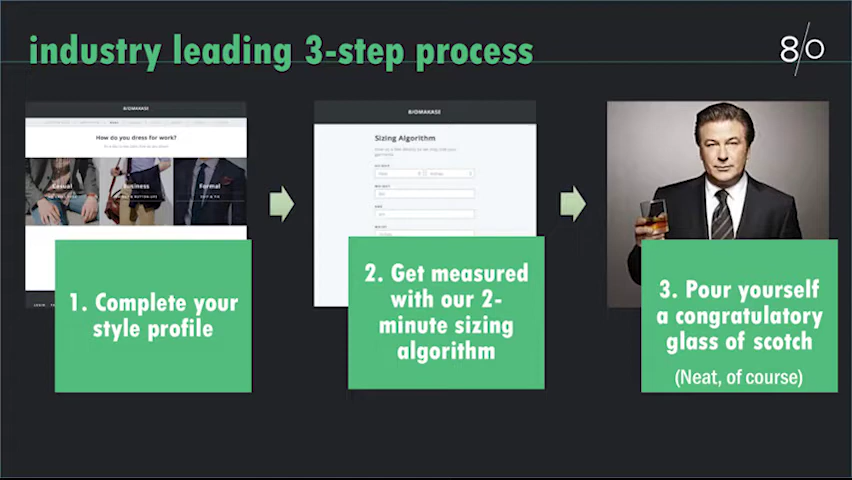 industry leading 3-step process
8/0
How do you dress for work?
Casual
Business
Formal
1. Complete your
style profile
Sizing Algorithm
2. Get measured
with our 2-
minute sizing
algorithm
3. Pour yourself
a congratulatory
glass of scotch
(Neat, of course)